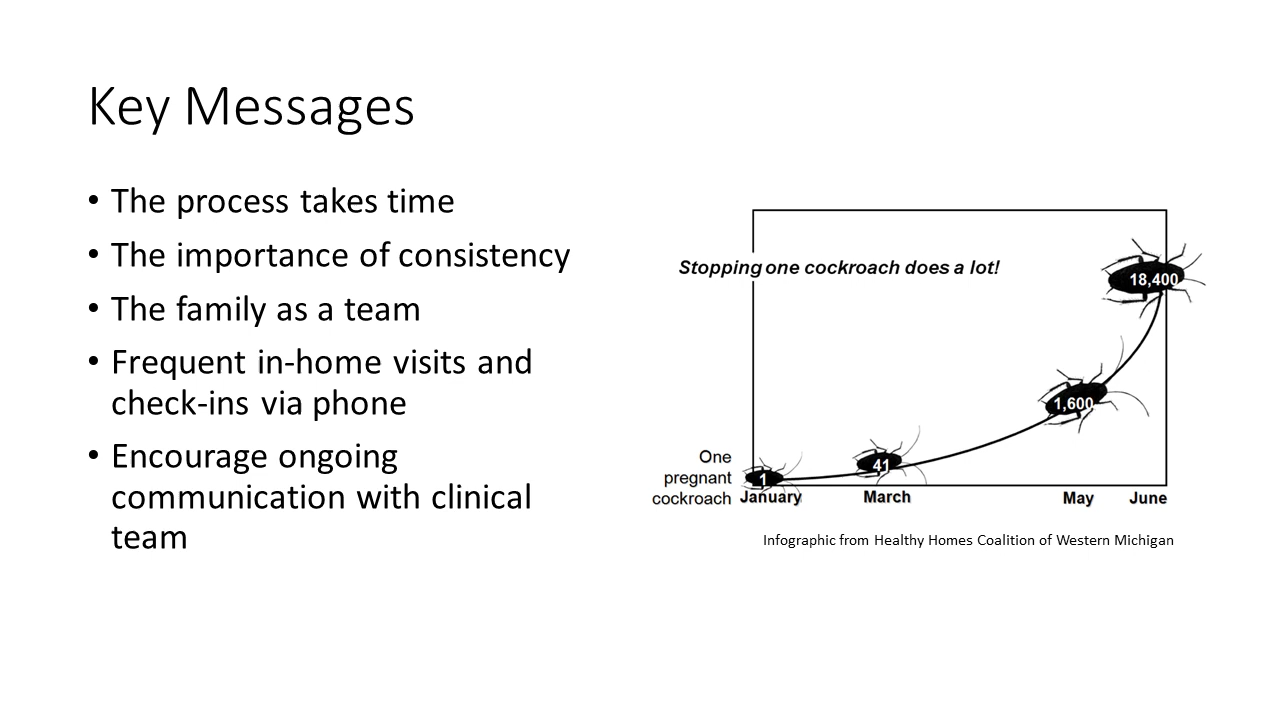 Key Messages
• The process takes time
• The importance of consistency
• The family as a team
• Frequent in-home visits and
check-ins via phone
• Encourage ongoing
communication with clinical
team
Stopping one cockroach does a lot!
18,400
1,600
41
1
One
pregnant
cockroach
January
March
May
June
Infographic from Healthy Homes Coalition of Western Michigan